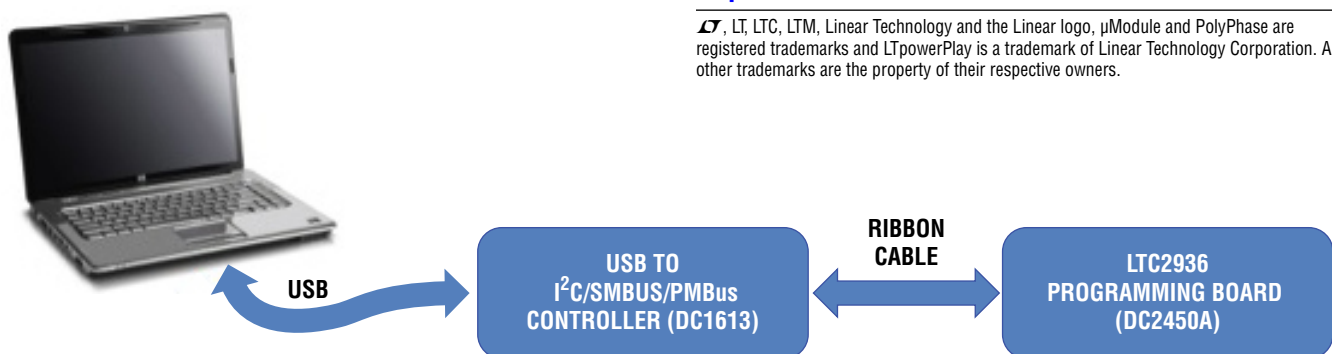 , LT, LTC, LTM, Linear Technology and the Linear logo, µModule and PolyPhase are
registered trademarks and LTpowerPlay is a trademark of Linear Technology Corporation. A
other trademarks are the property of their respective owners.
USB
USB TO
I²C/SMBUS/PMBus
CONTROLLER (DC1613)
RIBBON
CABLE
LTC2936
PROGRAMMING BOARD
(DC2450A)